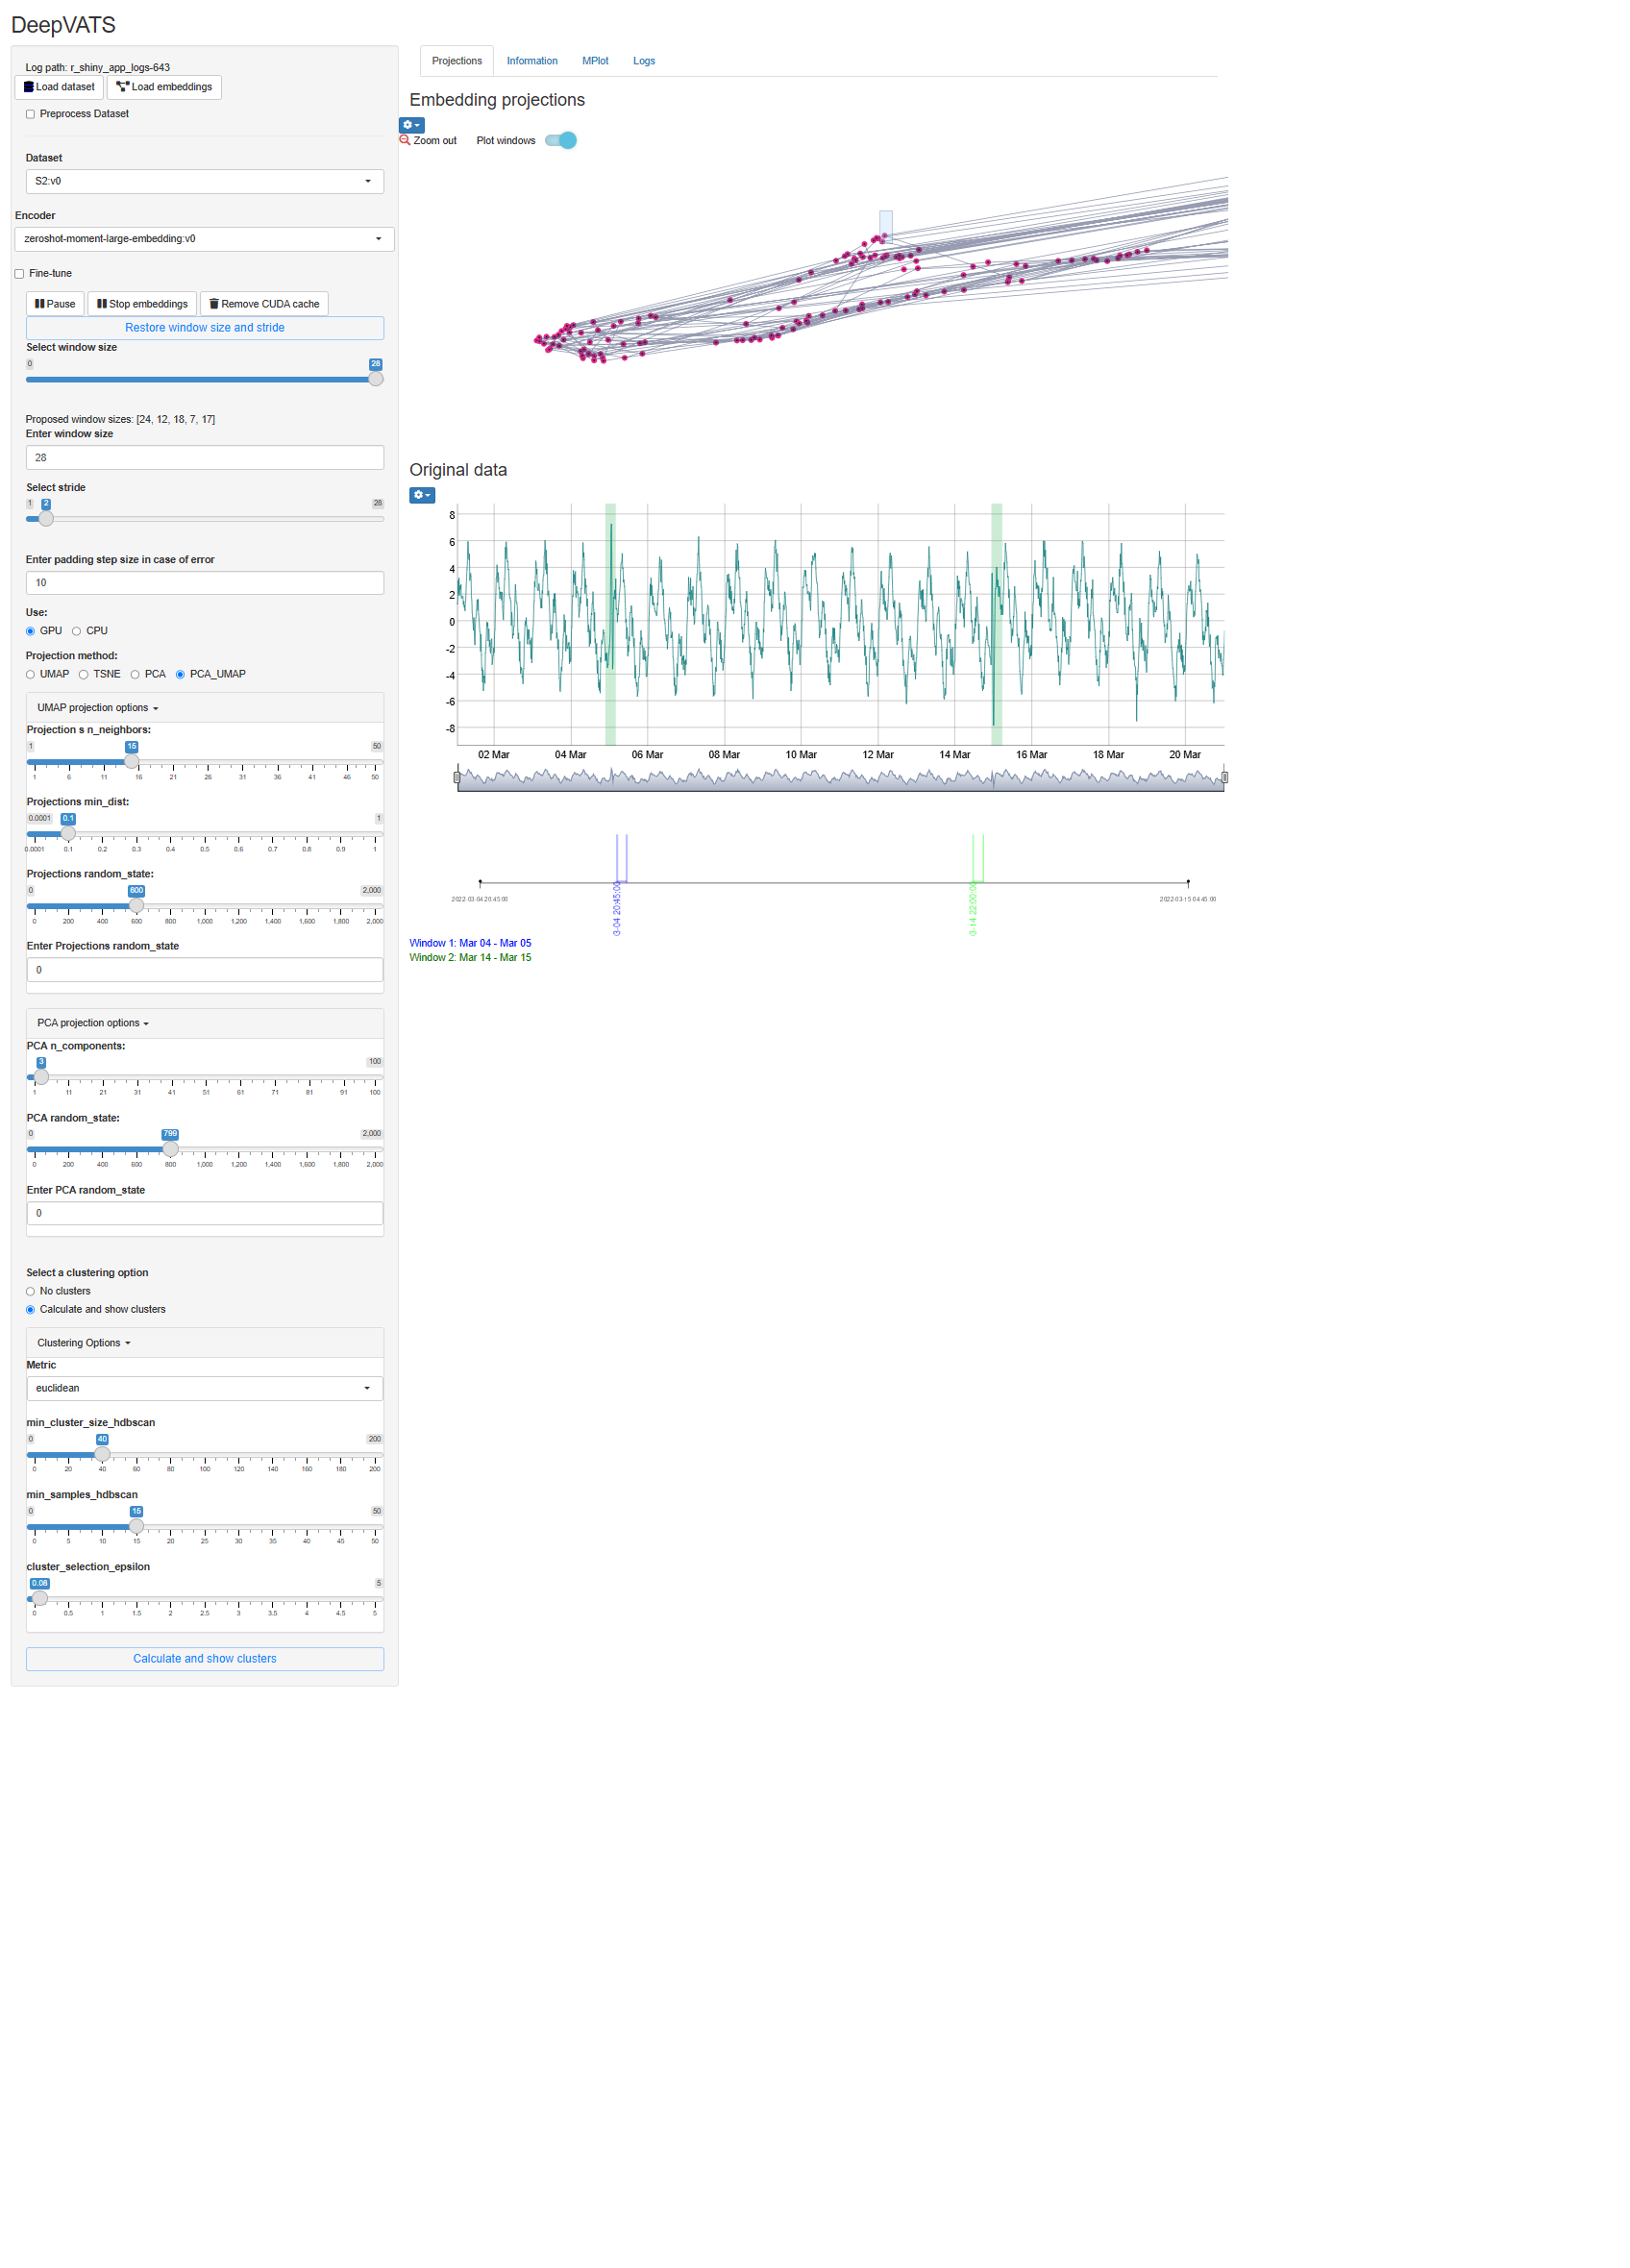 DeepVATS
Log path: r_shiny_app_logs-643
Load dataset Load embeddings
Preprocess Dataset
Dataset
S2:v0
Encoder
zeroshot-moment-large-embedding:v0
Fine-tune
Pause Stop embeddings Remove CUDA cache
Restore window size and stride
Select window size
0 28
Proposed window sizes: [24, 12, 18, 7, 17]
Enter window size
28
Select stride
1 2 28
Enter padding step size in case of error
10
Use:
GPU CPU
Projection method:
UMAP TSNE PCA PCA_UMAP
UMAP projection options
Projection s n_neighbors:
1 15 50
1 6 11 16 21 26 31 36 41 46 50
Projections min_dist:
0.0001 0.1 1
0.0001 0.1 0.2 0.3 0.4 0.5 0.6 0.7 0.8 0.9 1
Projections random_state:
0 600 2,000
0 200 400 600 800 1,000 1,200 1,400 1,600 1,800 2,000
Enter Projections random_state
0
PCA projection options
PCA n_components:
3 100
1 11 21 31 41 51 61 71 81 91 100
PCA random_state:
0 799 2,000
0 200 400 600 800 1,000 1,200 1,400 1,600 1,800 2,000
Enter PCA random_state
0
Select a clustering option
No clusters
Calculate and show clusters
Clustering Options
Metric
euclidean
min_cluster_size_hdbscan
0 40 200
0 20 40 60 80 100 120 140 160 180 200
min_samples_hdbscan
0 15 50
0 5 10 15 20 25 30 35 40 45 50
cluster_selection_epsilon
0.08 5
0 0.5 1 1.5 2 2.5 3 3.5 4 4.5 5
Calculate and show clusters
Projections Information MPlot Logs
Embedding projections
Zoom out Plot windows
Original data
8
6
4
2
0
-2
-4
-6
-8
02 Mar 04 Mar 06 Mar 08 Mar 10 Mar 12 Mar 14 Mar 16 Mar 18 Mar 20 Mar
2022-03-04 20:45:00
3-04 20:45:00
3-14 22:00:00
2022-03-15 04:45:00
Window 1: Mar 04 - Mar 05
Window 2: Mar 14 - Mar 15